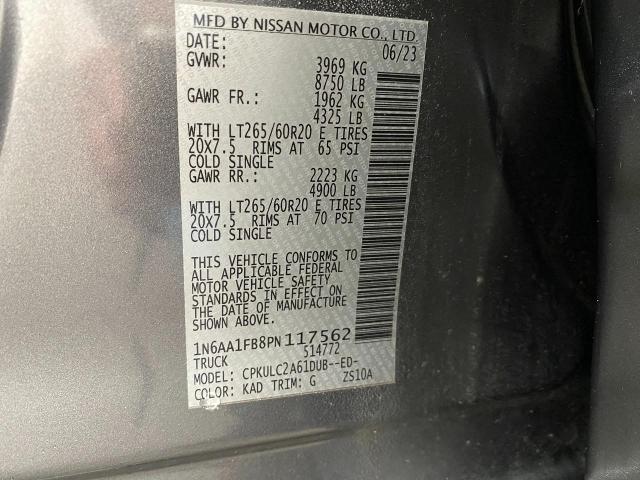 MFD BY NISSAN MOTOR CO., LTD.
DATE: 06/23
GVWR: 3969 KG
8750 LB
GAWR FR.: 1962 KG
4325 LB
WITH LT265/60R20 E TIRES
20X7.5 RIMS AT 65 PSI
COLD SINGLE
GAWR RR.: 2223 KG
4900 LB
WITH LT265/60R20 E TIRES
20X7.5 RIMS AT 70 PSI
COLD SINGLE
THIS VEHICLE CONFORMS TO
ALL APPLICABLE FEDERAL
MOTOR VEHICLE SAFETY
STANDARDS IN EFFECT ON
THE DATE OF MANUFACTURE
SHOWN ABOVE.
1N6AA1FB8PN117562
TRUCK 514772
MODEL: CPKULC2A61DUB--ED-
COLOR: KAD TRIM: G ZS10A